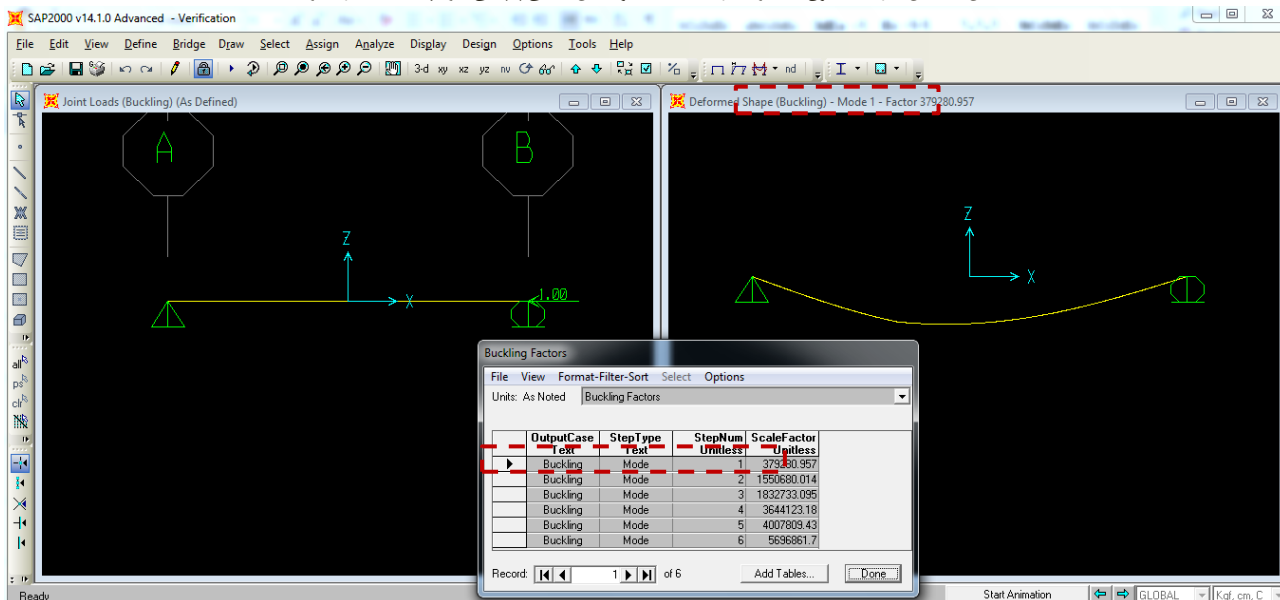 SAP2000 v14.1.0 Advanced - Verification
File Edit View Define Bridge Draw Select Assign Analyze Display Design Options Tools Help
3-d xy xz yz nv nd
Joint Loads (Buckling) (As Defined)
Deformed Shape (Buckling) - Mode 1 - Factor 379280.957
A
B
Z
X
1.00
Z
X
all
ps
clr
Buckling Factors
File View Format-Filter-Sort Select Options
Units: As Noted Buckling Factors
OutputCase StepType StepNum ScaleFactor
Text Text Unitless Unitless
Buckling Mode 1 379280.957
Buckling Mode 2 1550680.014
Buckling Mode 3 1832733.095
Buckling Mode 4 3644123.18
Buckling Mode 5 4007809.43
Buckling Mode 6 5696861.7
Record: 1 of 6 Add Tables... Done
Ready Start Animation GLOBAL Kgf, cm, C